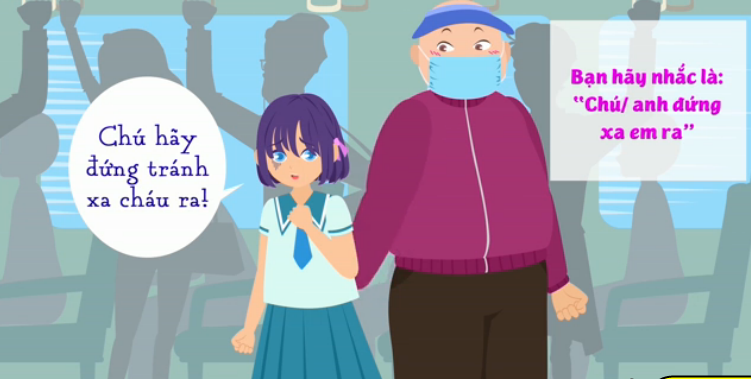 Chú hãy
đứng tránh
xa cháu ra!
Bạn hãy nhắc là:
"Chú/ anh đứng
xa em ra"